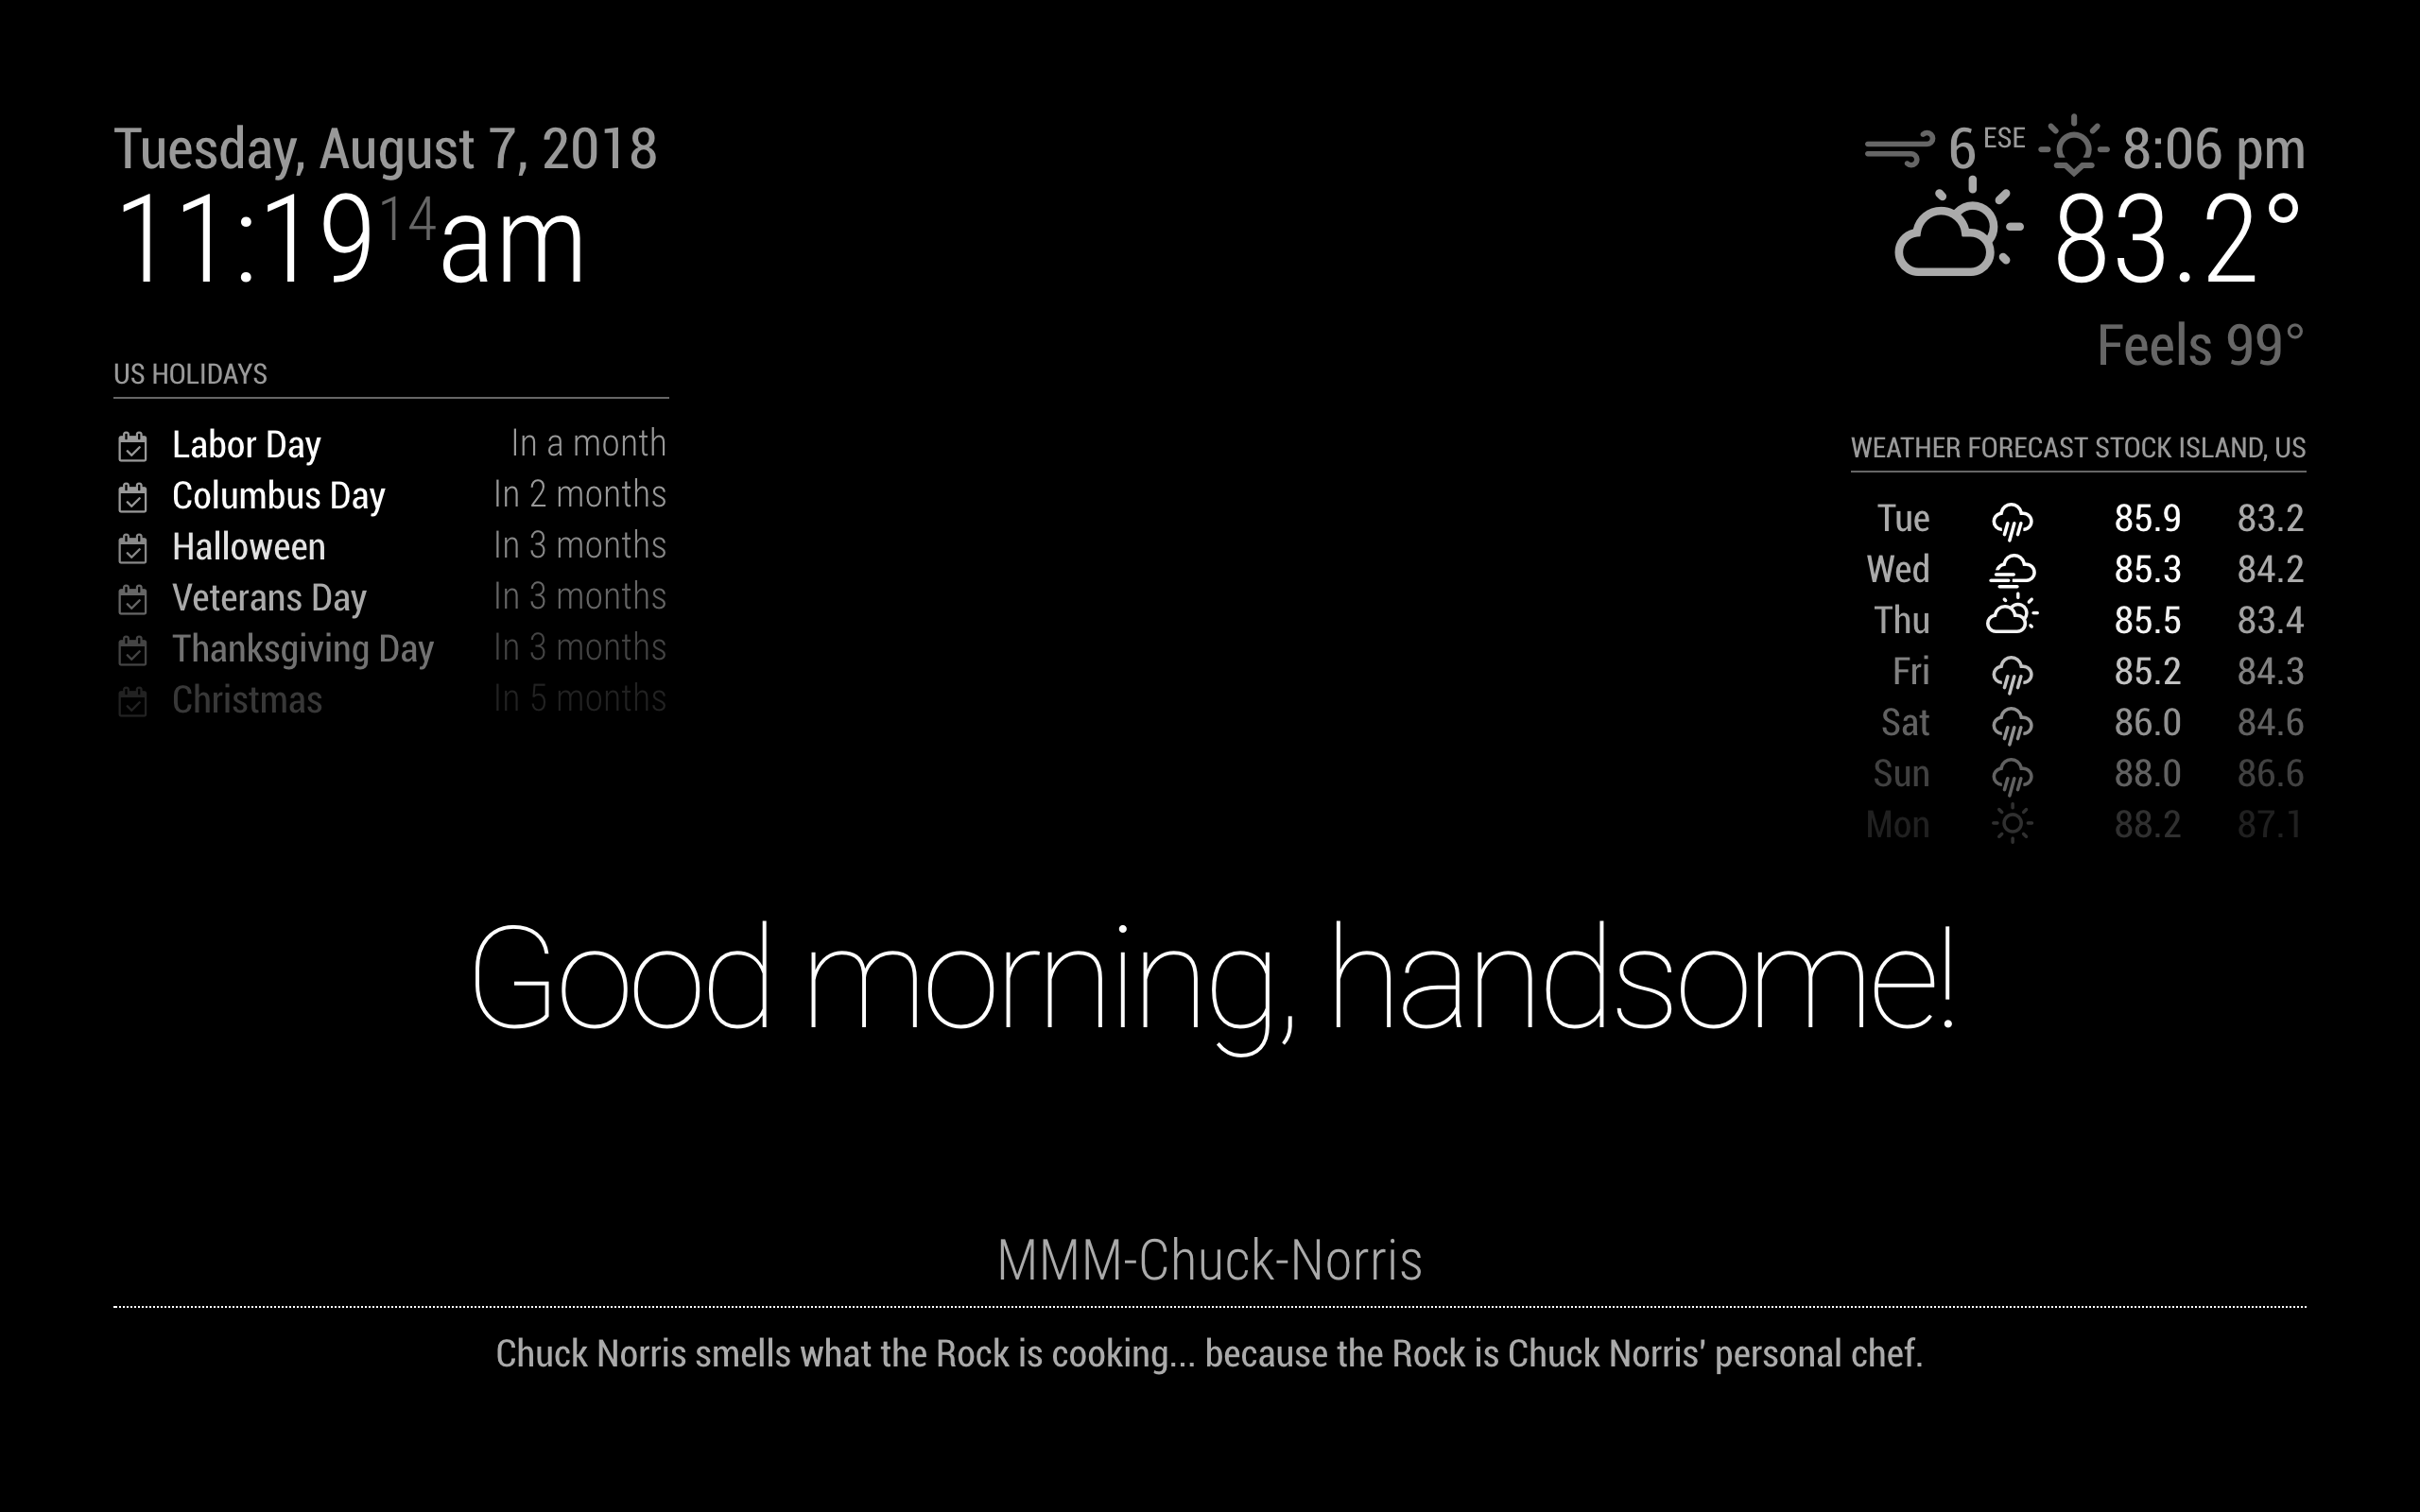 Tuesday, August 7, 2018
11:19 14 am
US HOLIDAYS
Labor Day In a month
Columbus Day In 2 months
Halloween In 3 months
Veterans Day In 3 months
Thanksgiving Day In 3 months
Christmas In 5 months
6 ESE 8:06 pm
83.2°
Feels 99°
WEATHER FORECAST STOCK ISLAND, US
Tue 85.9 83.2
Wed 85.3 84.2
Thu 85.5 83.4
Fri 85.2 84.3
Sat 86.0 84.6
Sun 88.0 86.6
Mon 88.2 87.1
Good morning, handsome!
MMM-Chuck-Norris
Chuck Norris smells what the Rock is cooking... because the Rock is Chuck Norris' personal chef.